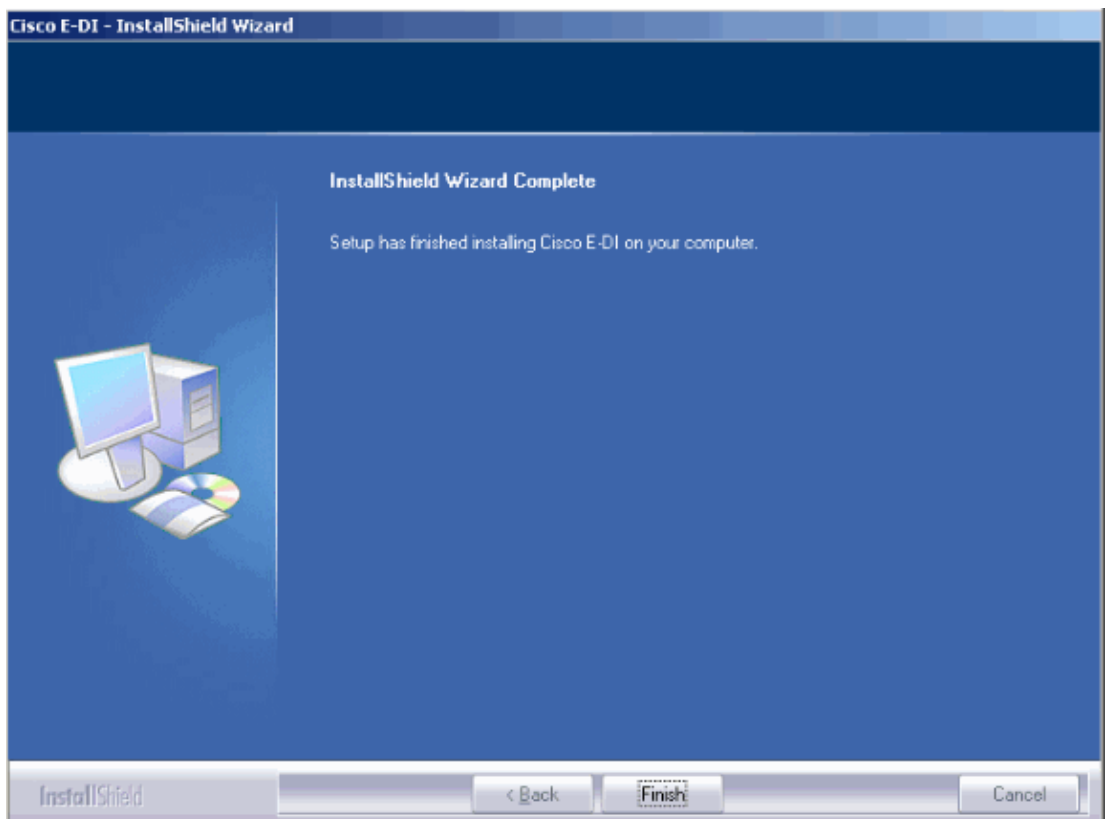 Cisco E-DI - InstallShield Wizard
InstallShield Wizard Complete
Setup has finished installing Cisco E-DI on your computer.
InstallShield
< Back
Finish
Cancel